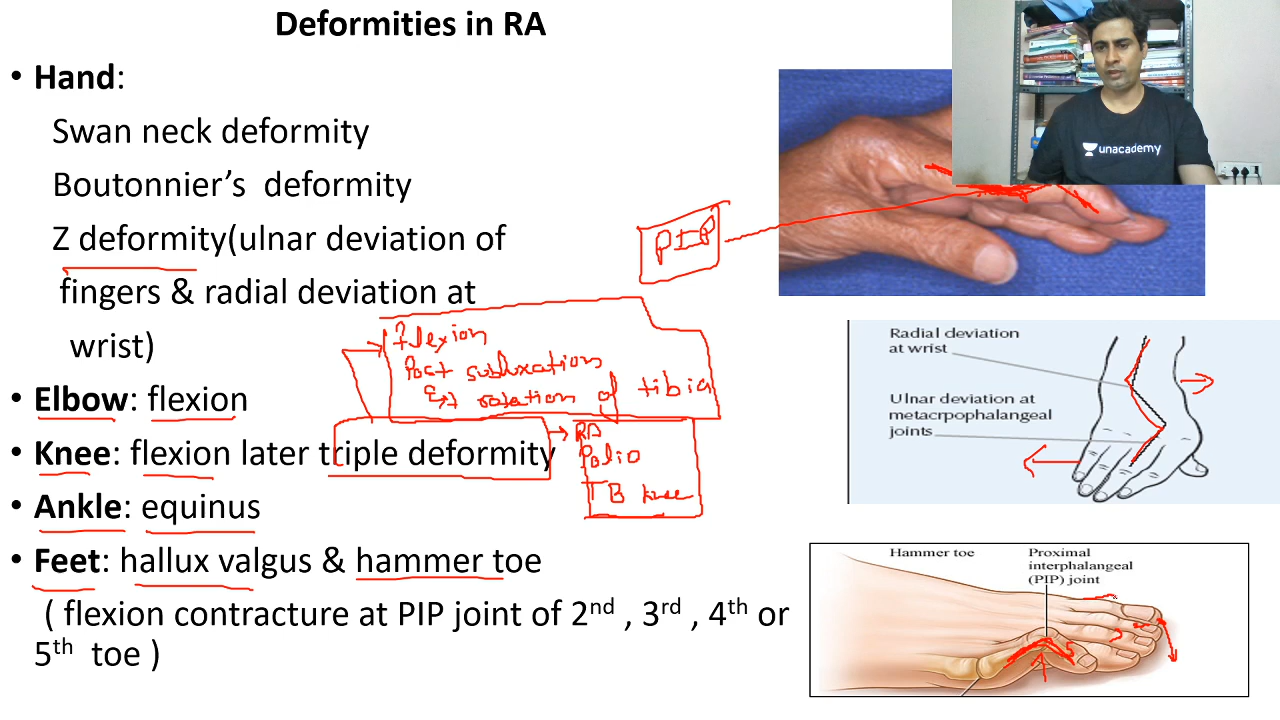 Deformities in RA
• Hand:
Swan neck deformity
Boutonnier's deformity
Z deformity(ulnar deviation of
fingers & radial deviation at
wrist)
• Elbow: flexion
• Knee: flexion later triple deformity
• Ankle: equinus
• Feet: hallux valgus & hammer toe
( flexion contracture at PIP joint of 2nd , 3rd , 4th or
5th toe )
PIP
flexion
Post subluxation
Ext rotation of tibia
RA
Polio
TB knee
unacademy
Radial deviation
at wrist
Ulnar deviation at
metacrpophalangeal
joints
Hammer toe
Proximal
interphalangeal
(PIP) joint